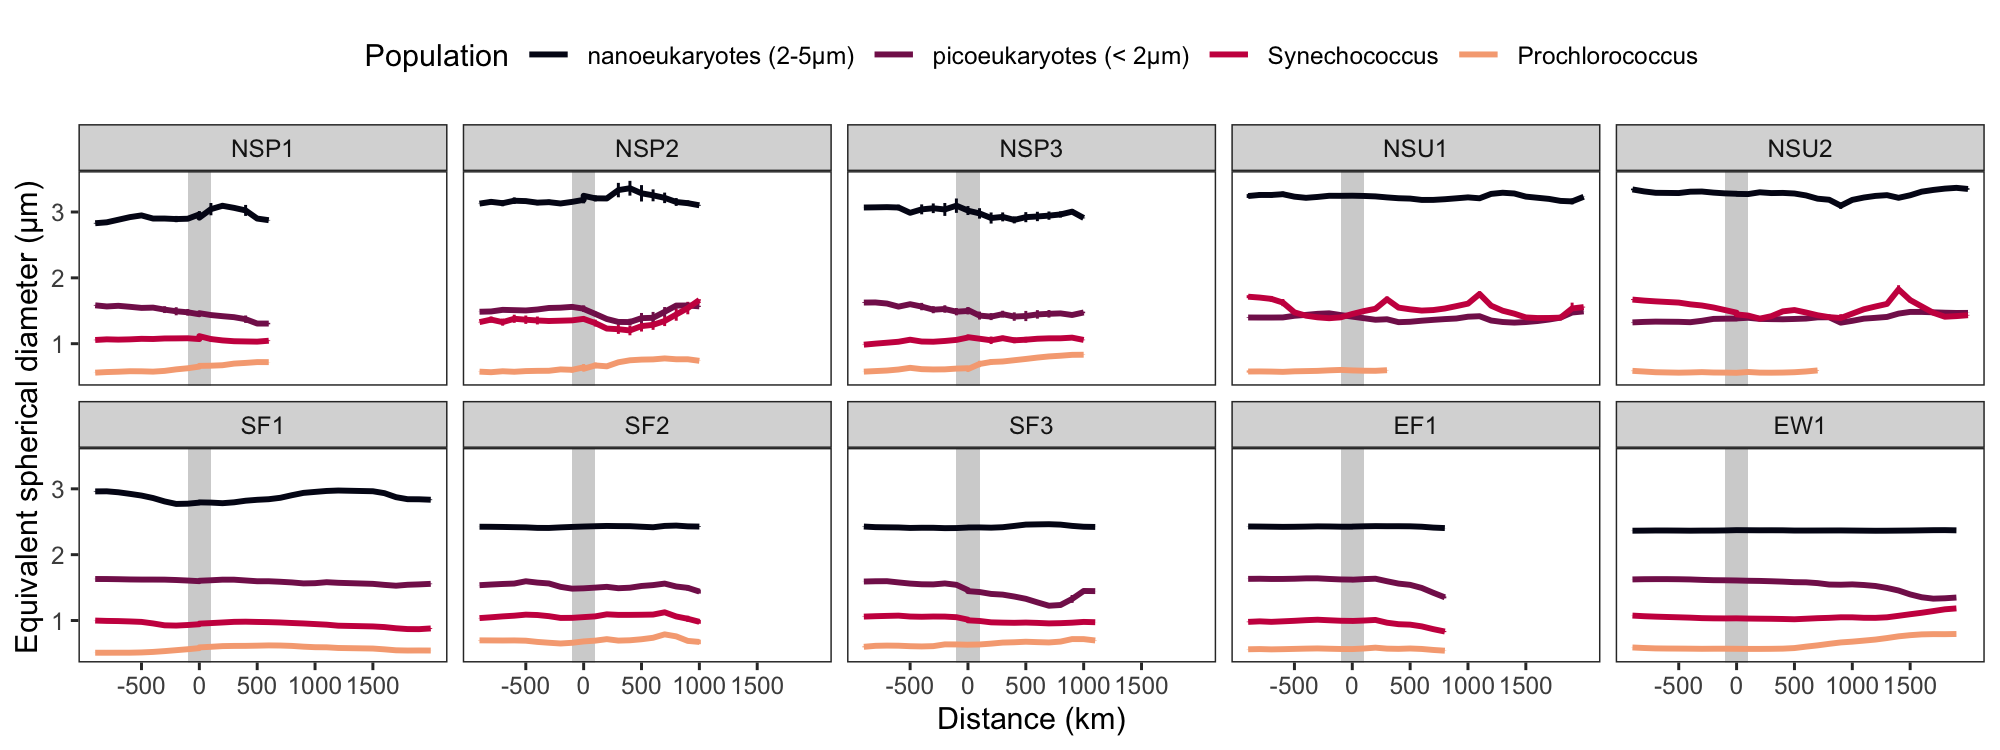 Population nanoeukaryotes (2-5μm) picoeukaryotes (< 2μm) Synechococcus Prochlorococcus
NSP1 NSP2 NSP3 NSU1 NSU2
3
2
1
SF1 SF2 SF3 EF1 EW1
3
2
1
Equivalent spherical diameter (μm)
-500 0 500 1000 1500 -500 0 500 1000 1500 -500 0 500 1000 1500 -500 0 500 1000 1500 -500 0 500 1000 1500
Distance (km)